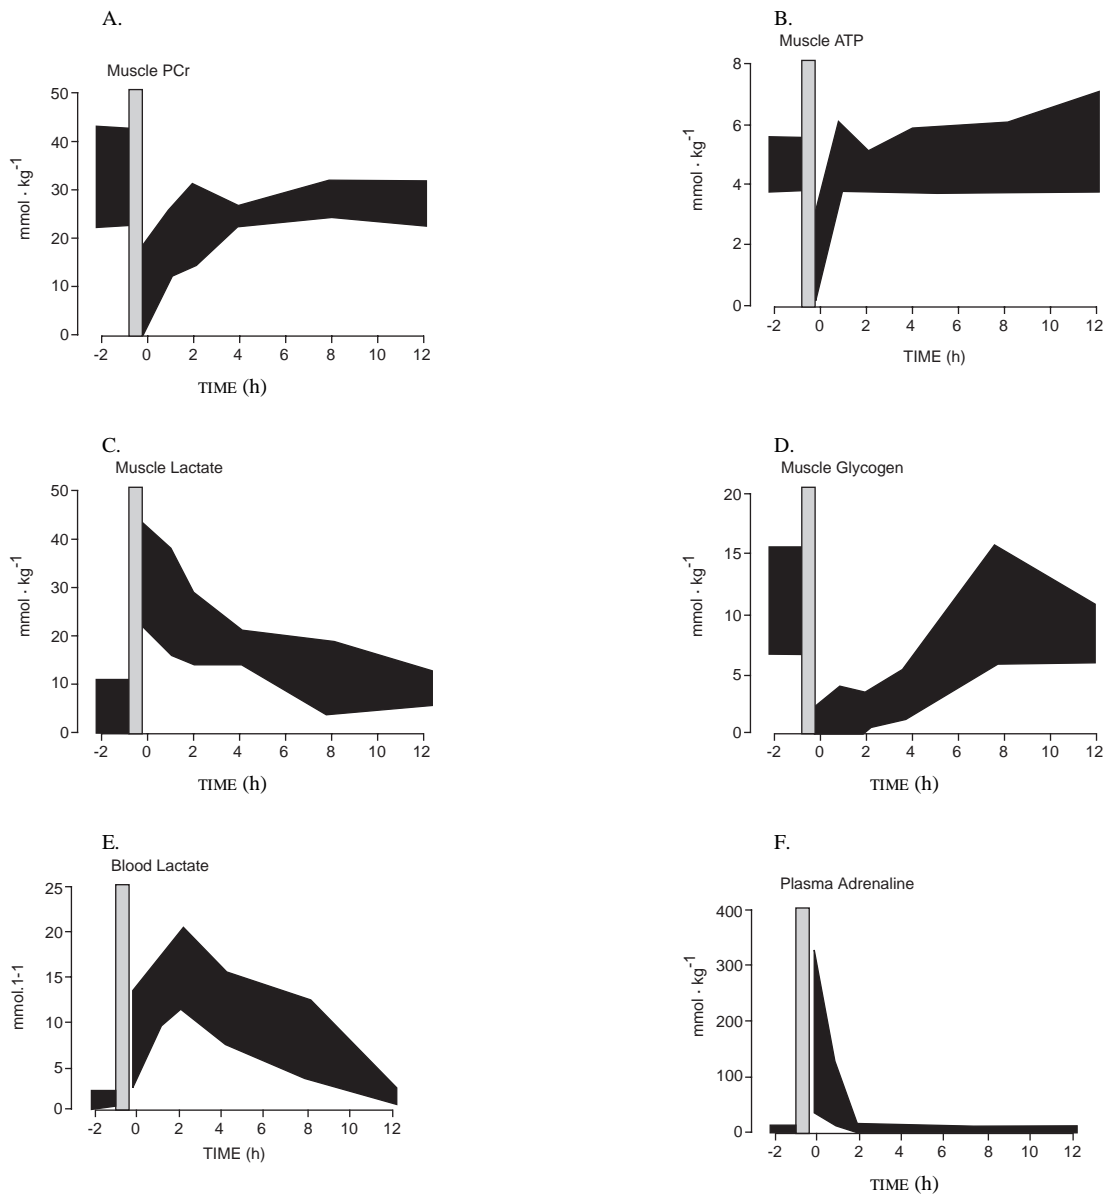 A.
Muscle PCr
50
40
30
20
10
0
mmol · kg-1
-2 0 2 4 6 8 10 12
TIME (h)
B.
Muscle ATP
8
6
4
2
0
mmol · kg-1
-2 0 2 4 6 8 10 12
TIME (h)
C.
Muscle Lactate
50
40
30
20
10
0
mmol · kg-1
-2 0 2 4 6 8 10 12
TIME (h)
D.
Muscle Glycogen
20
15
10
5
0
mmol · kg-1
-2 0 2 4 6 8 10 12
TIME (h)
E.
Blood Lactate
25
20
15
10
5
0
mmol.1-1
-2 0 2 4 6 8 10 12
TIME (h)
F.
Plasma Adrenaline
400
300
200
100
0
mmol · kg-1
-2 0 2 4 6 8 10 12
TIME (h)